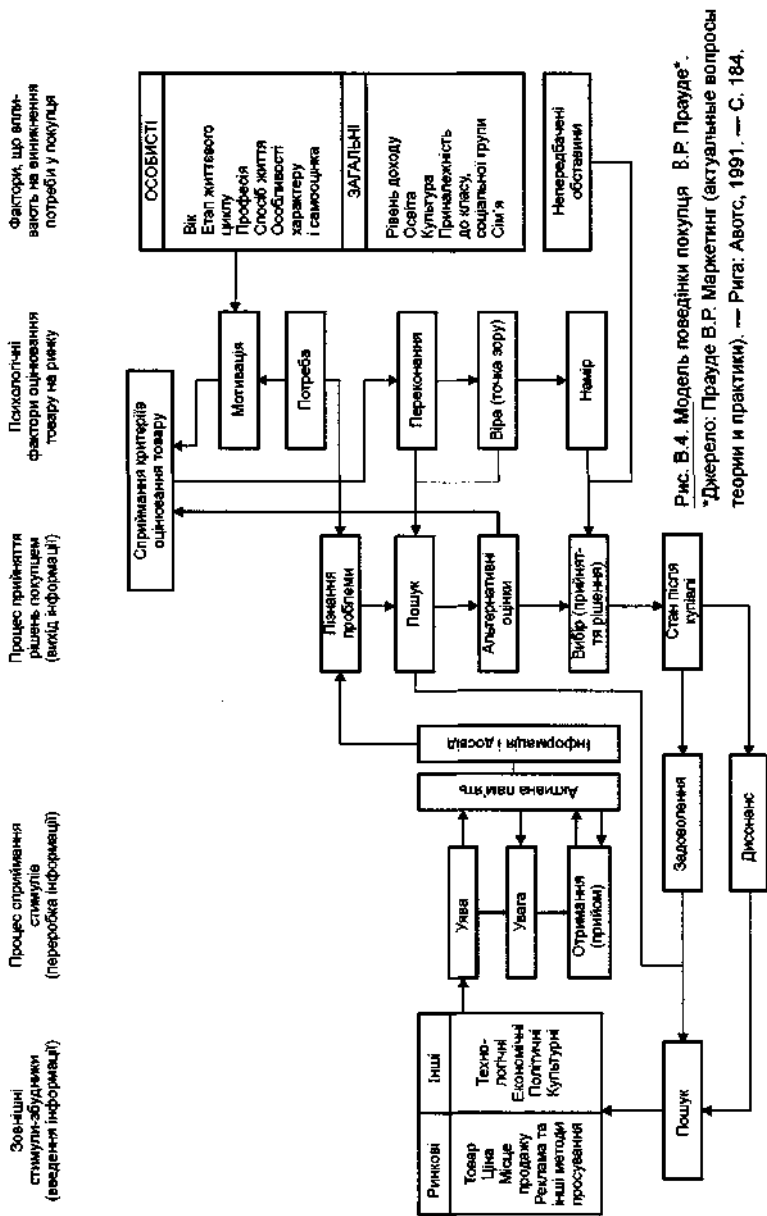 Зовнішні
стимули-збудники
(введення інформації)
Процес сприймання
стимулів
(переробка інформації)
Процес прийняття
рішень покупцем
(вихід інформації)
Психологічні
фактори оцінювання
товару на ринку
Фактори, що впли-
вають на виникнення
потреби у покупця
Ринкові
Інші
Товар
Ціна
Місце
продажу
Реклама та
інші методи
просування
Техно-
логічні
Економічні
Політичні
Культурні
Пошук
Уява
Увага
Отримання
(прийом)
Активна пам'ять
Інформація і досвід
Задоволення
Дисонанс
Пізнання
проблеми
Пошук
Альтернативні
оцінки
Вибір (прийнят-
тя рішення)
Стан після
купівлі
Сприймання критеріїв
оцінювання товару
Мотивація
Потреба
Переконання
Віра (точка зору)
Намір
ОСОБИСТІ
Вік
Етап життєвого
циклу
Професія
Спосіб життя
Особливості
характеру
і самооцінка
ЗАГАЛЬНІ
Рівень доходу
Освіта
Культура
Приналежність
до класу,
соціальної групи
Сім'я
Непередбачені
обставини
Рис. В.4. Модель поведінки покупця В.Р. Прауде*.
*Джерело: Прауде В.Р. Маркетинг (актуальные вопросы
теории и практики). — Рига: Авотс, 1991. — С. 184.